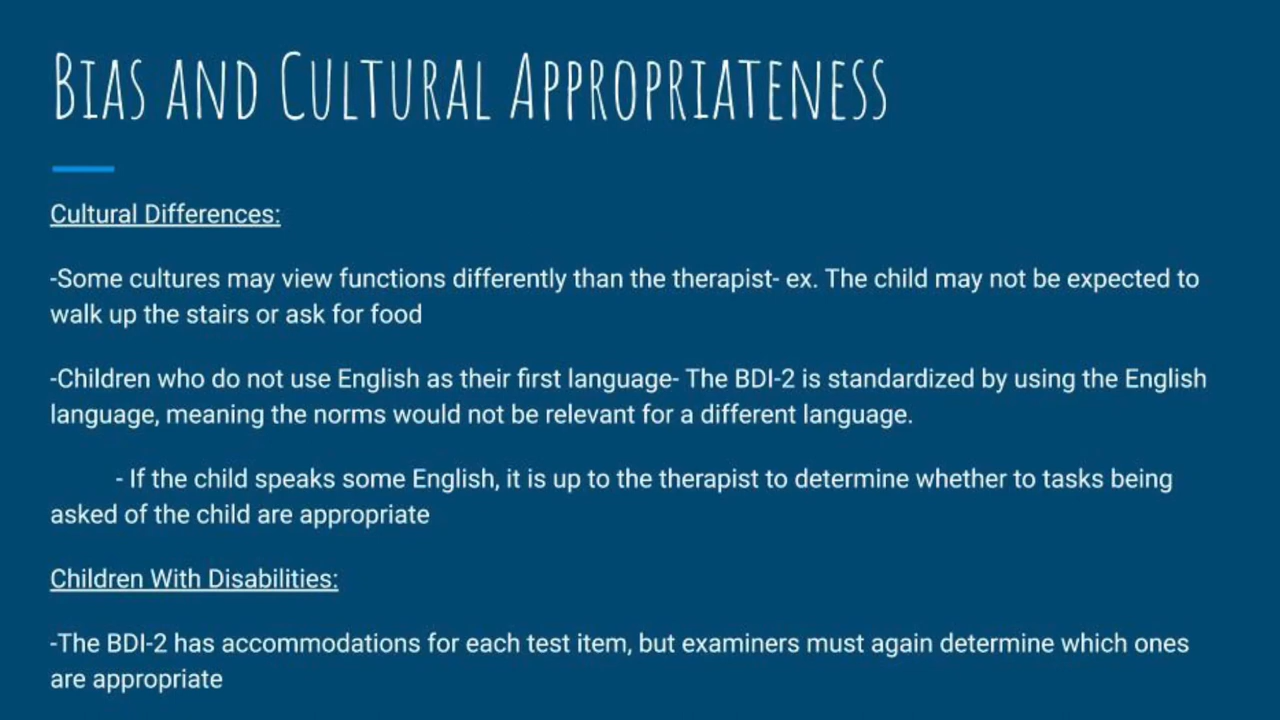 BIAS AND CULTURAL APPROPRIATENESS
Cultural Differences:
-Some cultures may view functions differently than the therapist- ex. The child may not be expected to
walk up the stairs or ask for food
-Children who do not use English as their first language- The BDI-2 is standardized by using the English
language, meaning the norms would not be relevant for a different language.
- If the child speaks some English, it is up to the therapist to determine whether to tasks being
asked of the child are appropriate
Children With Disabilities:
-The BDI-2 has accommodations for each test item, but examiners must again determine which ones
are appropriate